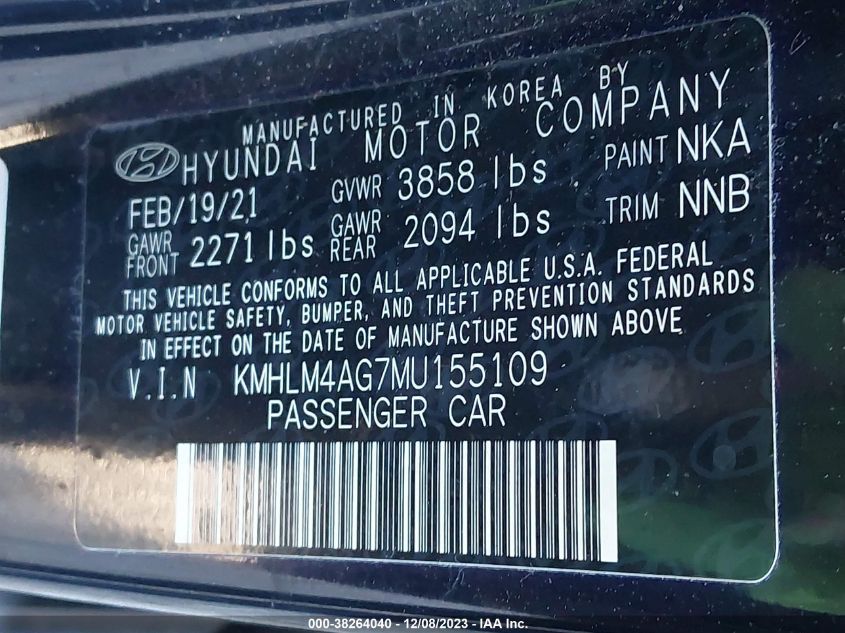 MANUFACTURED IN KOREA BY
HYUNDAI MOTOR COMPANY
FEB/19/21 GVWR 3858 lbs PAINT NKA
GAWR FRONT 2271 lbs GAWR REAR 2094 lbs TRIM NNB
THIS VEHICLE CONFORMS TO ALL APPLICABLE U.S.A. FEDERAL
MOTOR VEHICLE SAFETY, BUMPER, AND THEFT PREVENTION STANDARDS
IN EFFECT ON THE DATE OF MANUFACTURE SHOWN ABOVE
V.I.N KMHLM4AG7MU155109
PASSENGER CAR
000-38264040 - 12/08/2023 - IAA Inc.